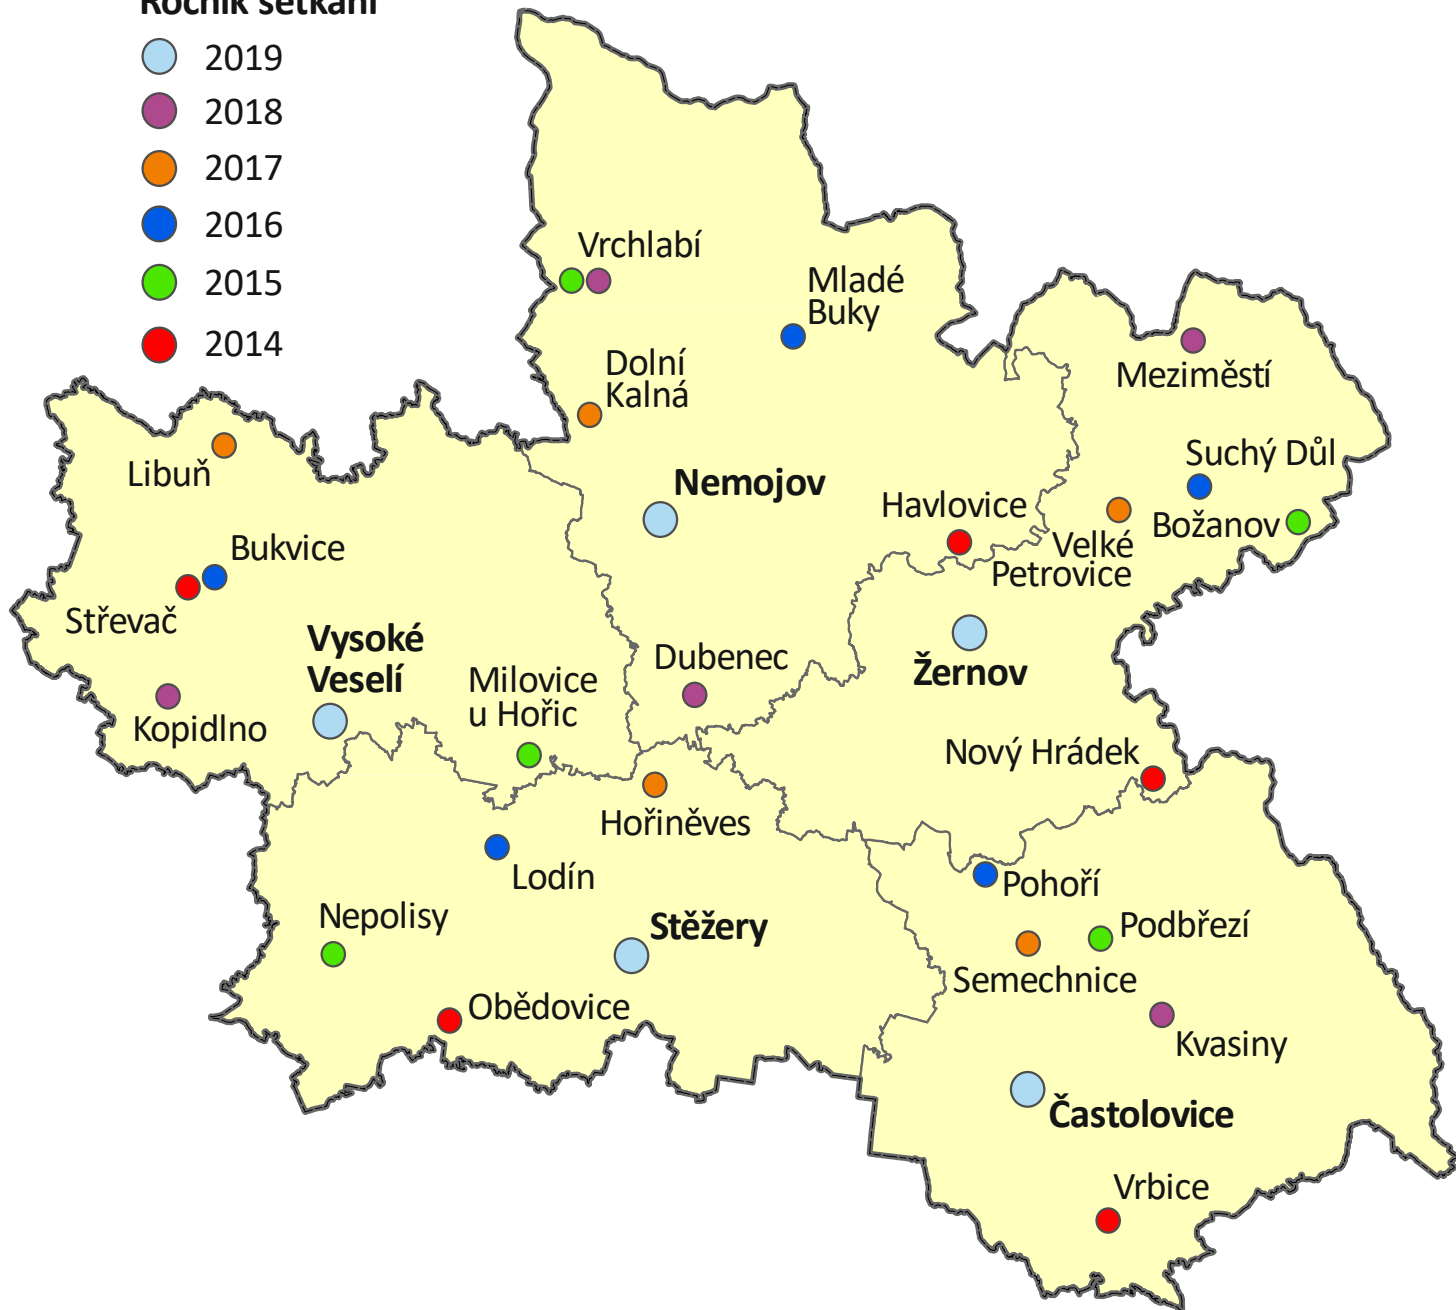 Ročník setkání
2019
2018
2017
2016
2015
2014
Vrchlabí
Mladé
Buky
Dolní
Kalná
Meziměstí
Libuň
Nemojov
Suchý Důl
Havlovice
Božanov
Velké
Petrovice
Bukvice
Střevač
Vysoké
Veselí
Milovice
u Hořic
Dubenec
Žernov
Kopidlno
Nový Hrádek
Hořiněves
Lodín
Pohoří
Nepolisy
Stěžery
Podbřezí
Semechnice
Obědovice
Kvasiny
Častolovice
Vrbice